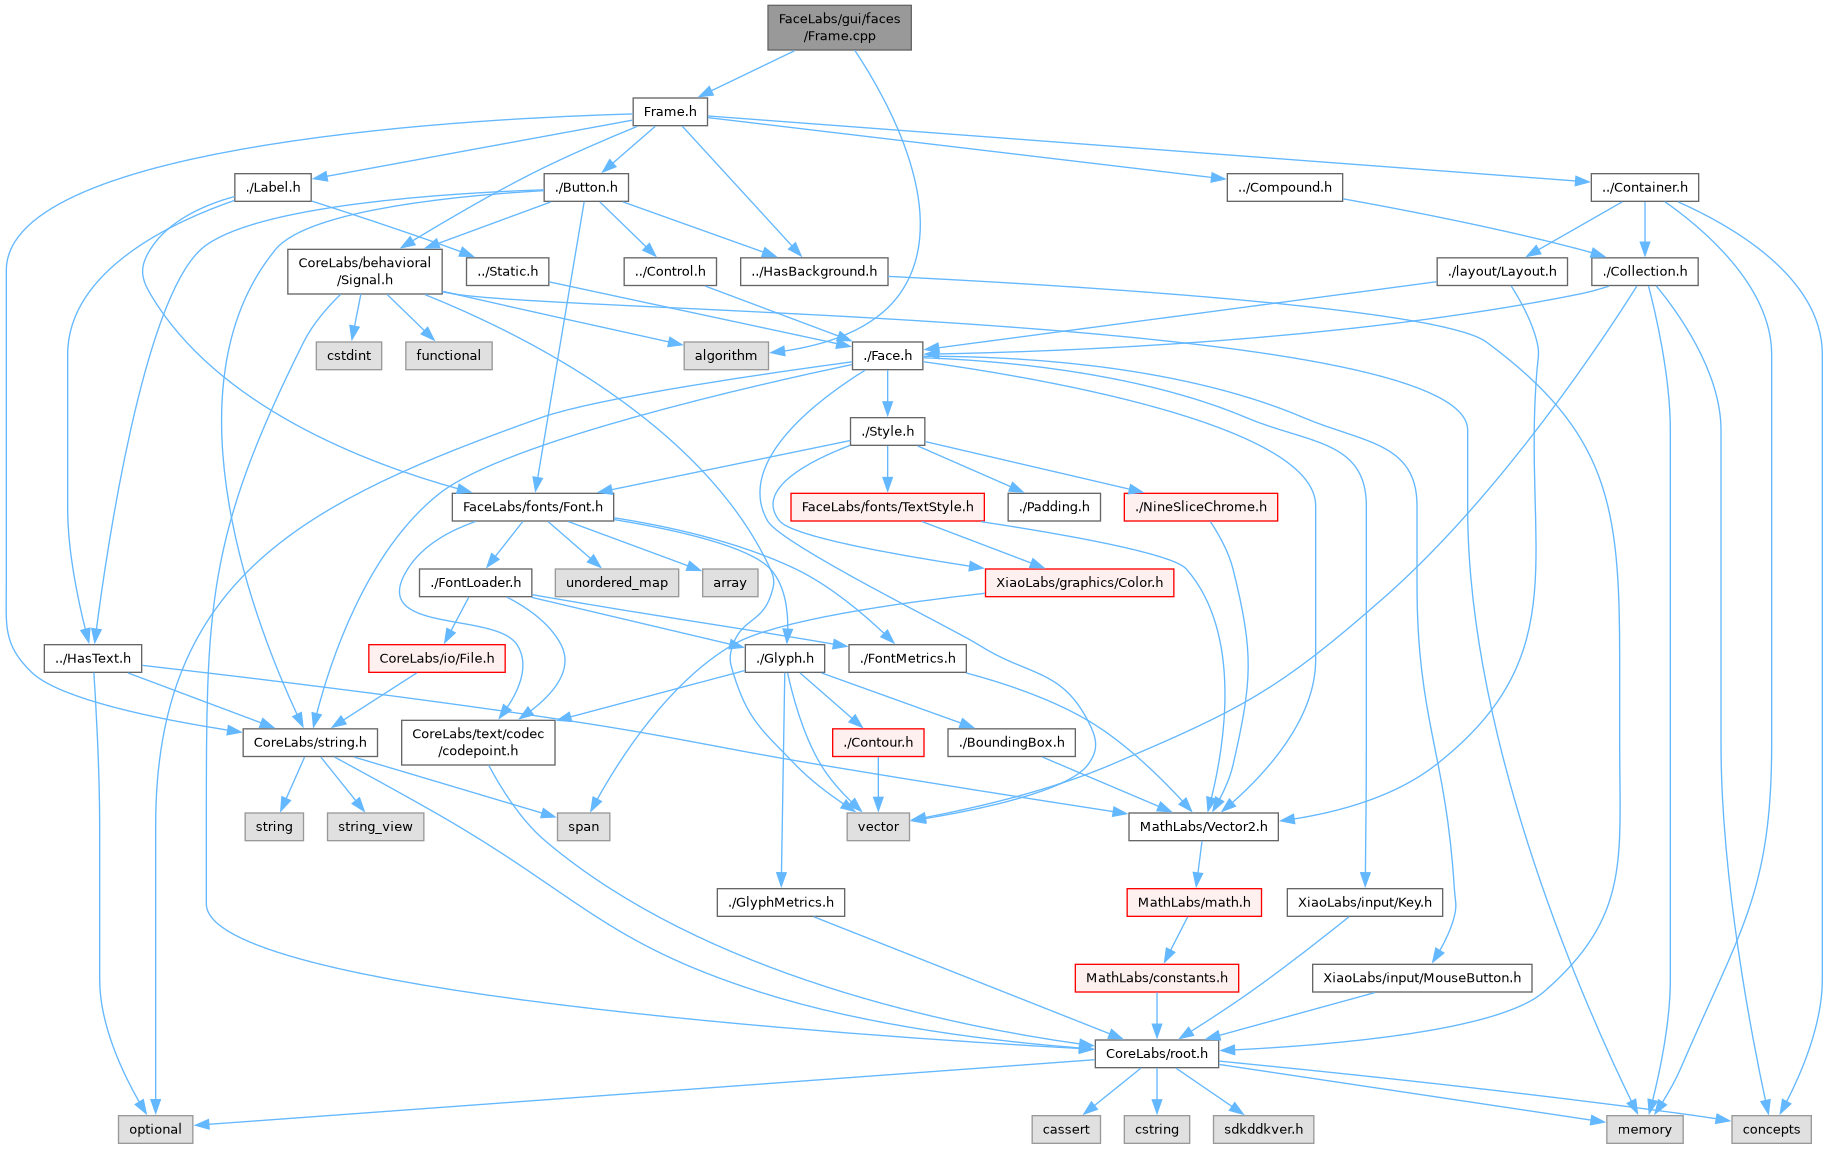 FaceLabs/gui/faces
/Frame.cpp
Frame.h
./Label.h
./Button.h
../Compound.h
../Container.h
CoreLabs/behavioral
/Signal.h
../Static.h
../Control.h
../HasBackground.h
./layout/Layout.h
./Collection.h
cstdint
functional
algorithm
./Face.h
./Style.h
FaceLabs/fonts/Font.h
FaceLabs/fonts/TextStyle.h
./Padding.h
./NineSliceChrome.h
./FontLoader.h
unordered_map
array
XiaoLabs/graphics/Color.h
../HasText.h
CoreLabs/io/File.h
./Glyph.h
./FontMetrics.h
CoreLabs/string.h
CoreLabs/text/codec
/codepoint.h
./Contour.h
./BoundingBox.h
string
string_view
span
vector
MathLabs/Vector2.h
./GlyphMetrics.h
MathLabs/math.h
XiaoLabs/input/Key.h
MathLabs/constants.h
XiaoLabs/input/MouseButton.h
CoreLabs/root.h
optional
cassert
cstring
sdkddkver.h
memory
concepts